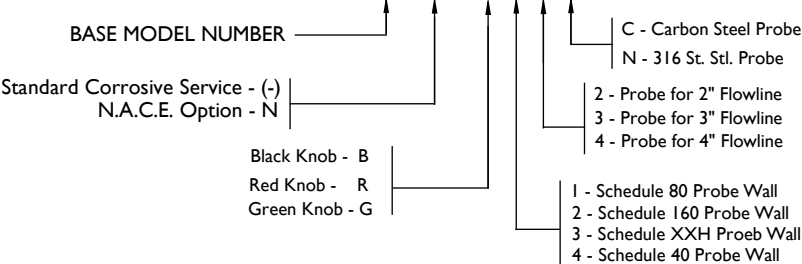 BASE MODEL NUMBER
Standard Corrosive Service - (-)
N.A.C.E. Option - N
Black Knob - B
Red Knob - R
Green Knob - G
C - Carbon Steel Probe
N - 316 St. Stl. Probe
2 - Probe for 2" Flowline
3 - Probe for 3" Flowline
4 - Probe for 4" Flowline
1 - Schedule 80 Probe Wall
2 - Schedule 160 Probe Wall
3 - Schedule XXH Proeb Wall
4 - Schedule 40 Probe Wall